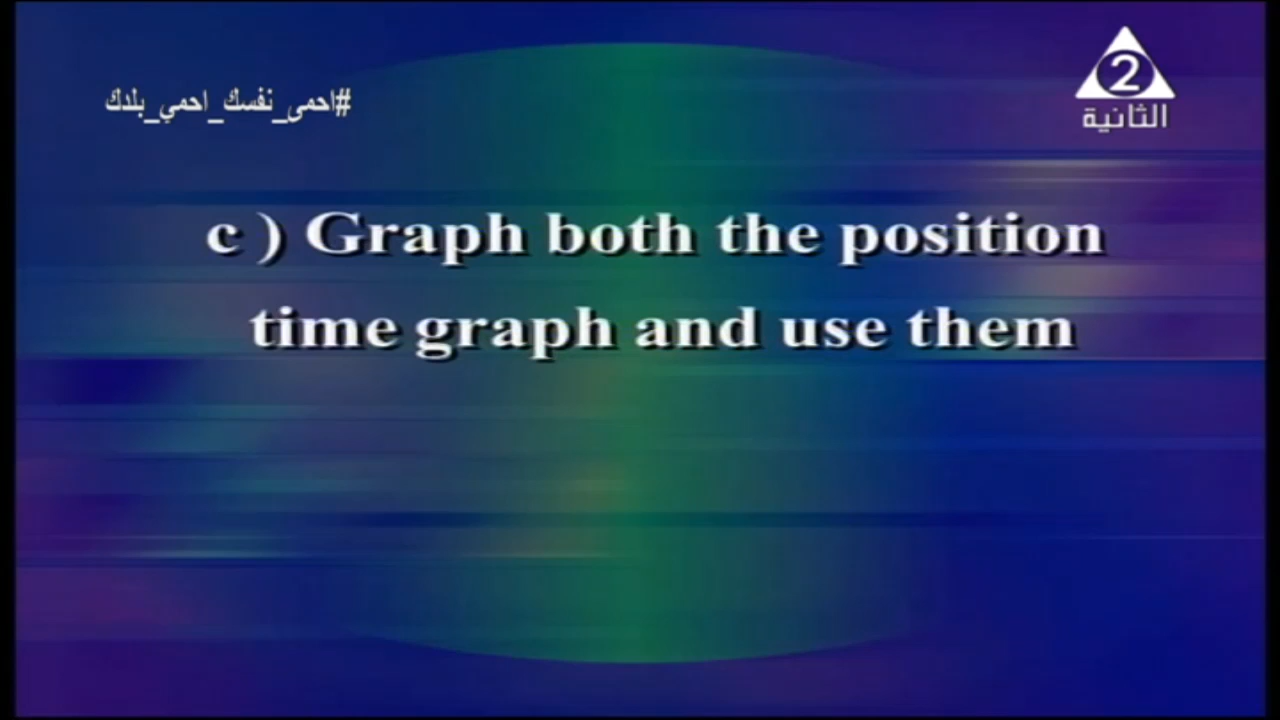 #احمى_نفسك_احمي_بلدك
2
الثانية
c ) Graph both the position
time graph and use them